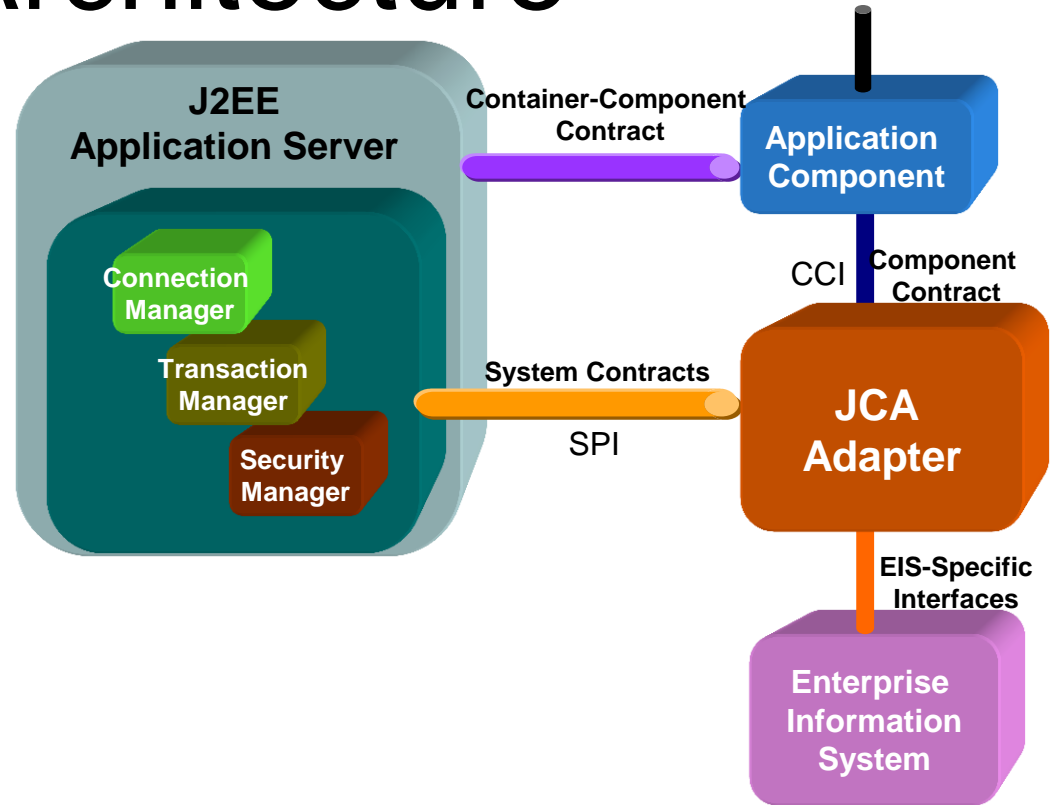 Architecture
J2EE
Application Server
Container-Component
Contract
Application
Component
Connection
Manager
Transaction
Manager
Security
Manager
CCI
Component
Contract
System Contracts
SPI
JCA
Adapter
EIS-Specific
Interfaces
Enterprise
Information
System